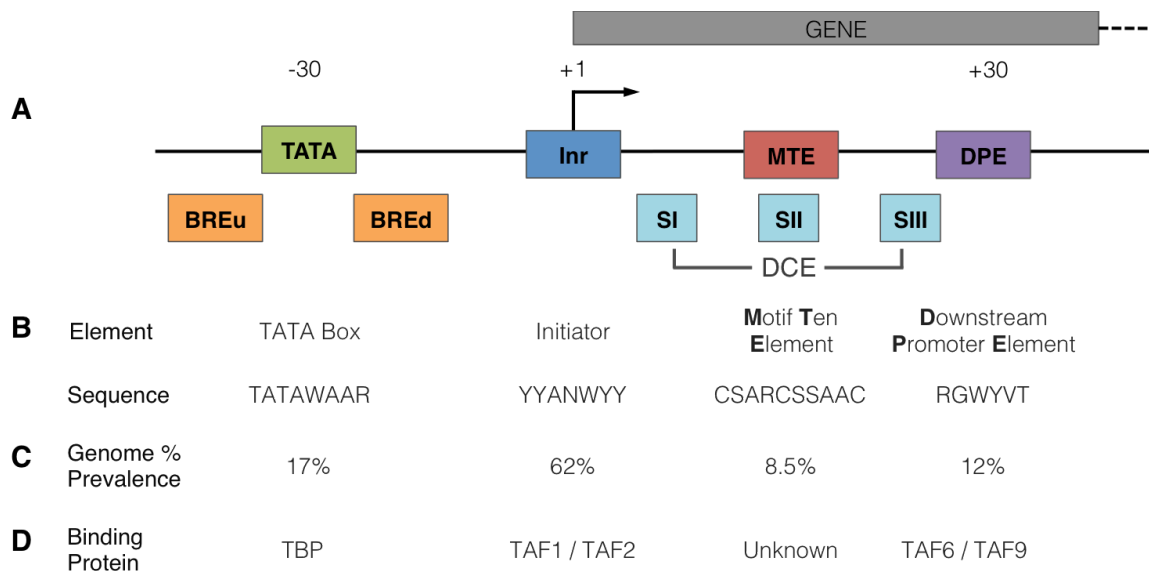 GENE
-30
+1
+30
A
TATA
Inr
MTE
DPE
BREu
BREd
SI
SII
SIII
DCE
B
Element
TATA Box
Initiator
Motif Ten
Element
Downstream
Promoter Element
Sequence
TATAWAAR
YYANWYY
CSARCSSAAC
RGWYVT
C
Genome %
Prevalence
17%
62%
8.5%
12%
D
Binding
Protein
TBP
TAF1 / TAF2
Unknown
TAF6 / TAF9